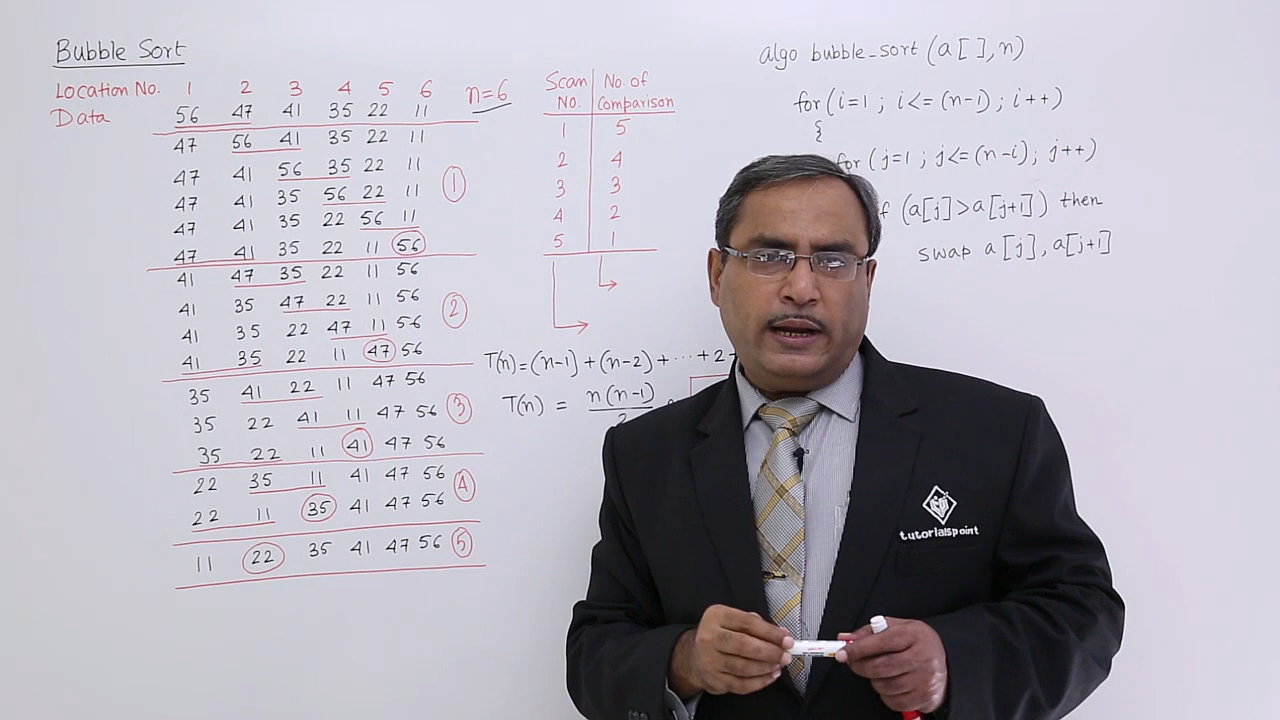 Bubble Sort
Location No. 1 2 3 4 5 6 n=6
Data 56 47 41 35 22 11
47 56 41 35 22 11
47 41 56 35 22 11
47 41 35 56 22 11
47 41 35 22 56 11
47 41 35 22 11 56
1
41 47 35 22 11 56
41 35 47 22 11 56
41 35 22 47 11 56
41 35 22 11 47 56
2
35 41 22 11 47 56
35 22 41 11 47 56
35 22 11 41 47 56
3
22 35 11 41 47 56
22 11 35 41 47 56
4
11 22 35 41 47 56 5
Scan No. of
No. Comparison
1 5
2 4
3 3
4 2
5 1
T(n)=(n-1)+(n-2)+...+2+
T(n) = n(n-1)
2
algo bubble_sort(a[],n)
for(i=1; i<=(n-1); i++)
{
for(j=1; j<=(n-i); j++)
(a[j]>a[j+1]) then
swap a[j], a[j+1]
tutorialspoint